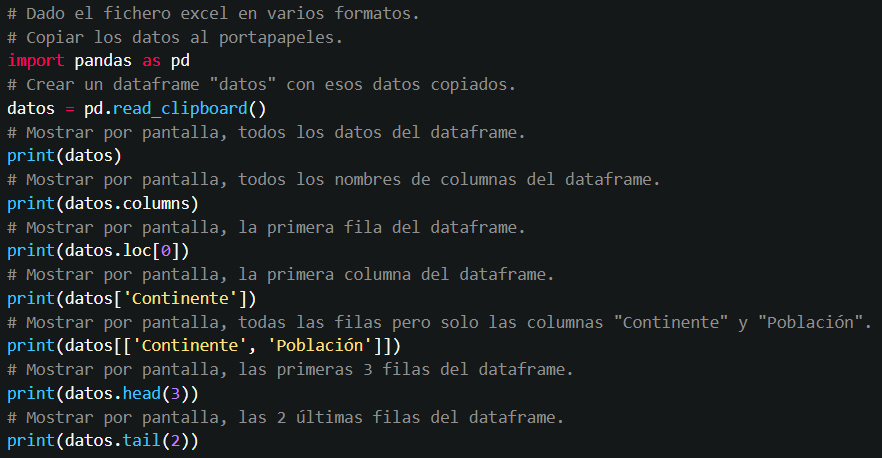 # Dado el fichero excel en varios formatos.
# Copiar los datos al portapapeles.
import pandas as pd
# Crear un dataframe "datos" con esos datos copiados.
datos = pd.read_clipboard()
# Mostrar por pantalla, todos los datos del dataframe.
print(datos)
# Mostrar por pantalla, todos los nombres de columnas del dataframe.
print(datos.columns)
# Mostrar por pantalla, la primera fila del dataframe.
print(datos.loc[0])
# Mostrar por pantalla, la primera columna del dataframe.
print(datos['Continente'])
# Mostrar por pantalla, todas las filas pero solo las columnas "Continente" y "Población".
print(datos[['Continente', 'Población']])
# Mostrar por pantalla, las primeras 3 filas del dataframe.
print(datos.head(3))
# Mostrar por pantalla, las 2 últimas filas del dataframe.
print(datos.tail(2))